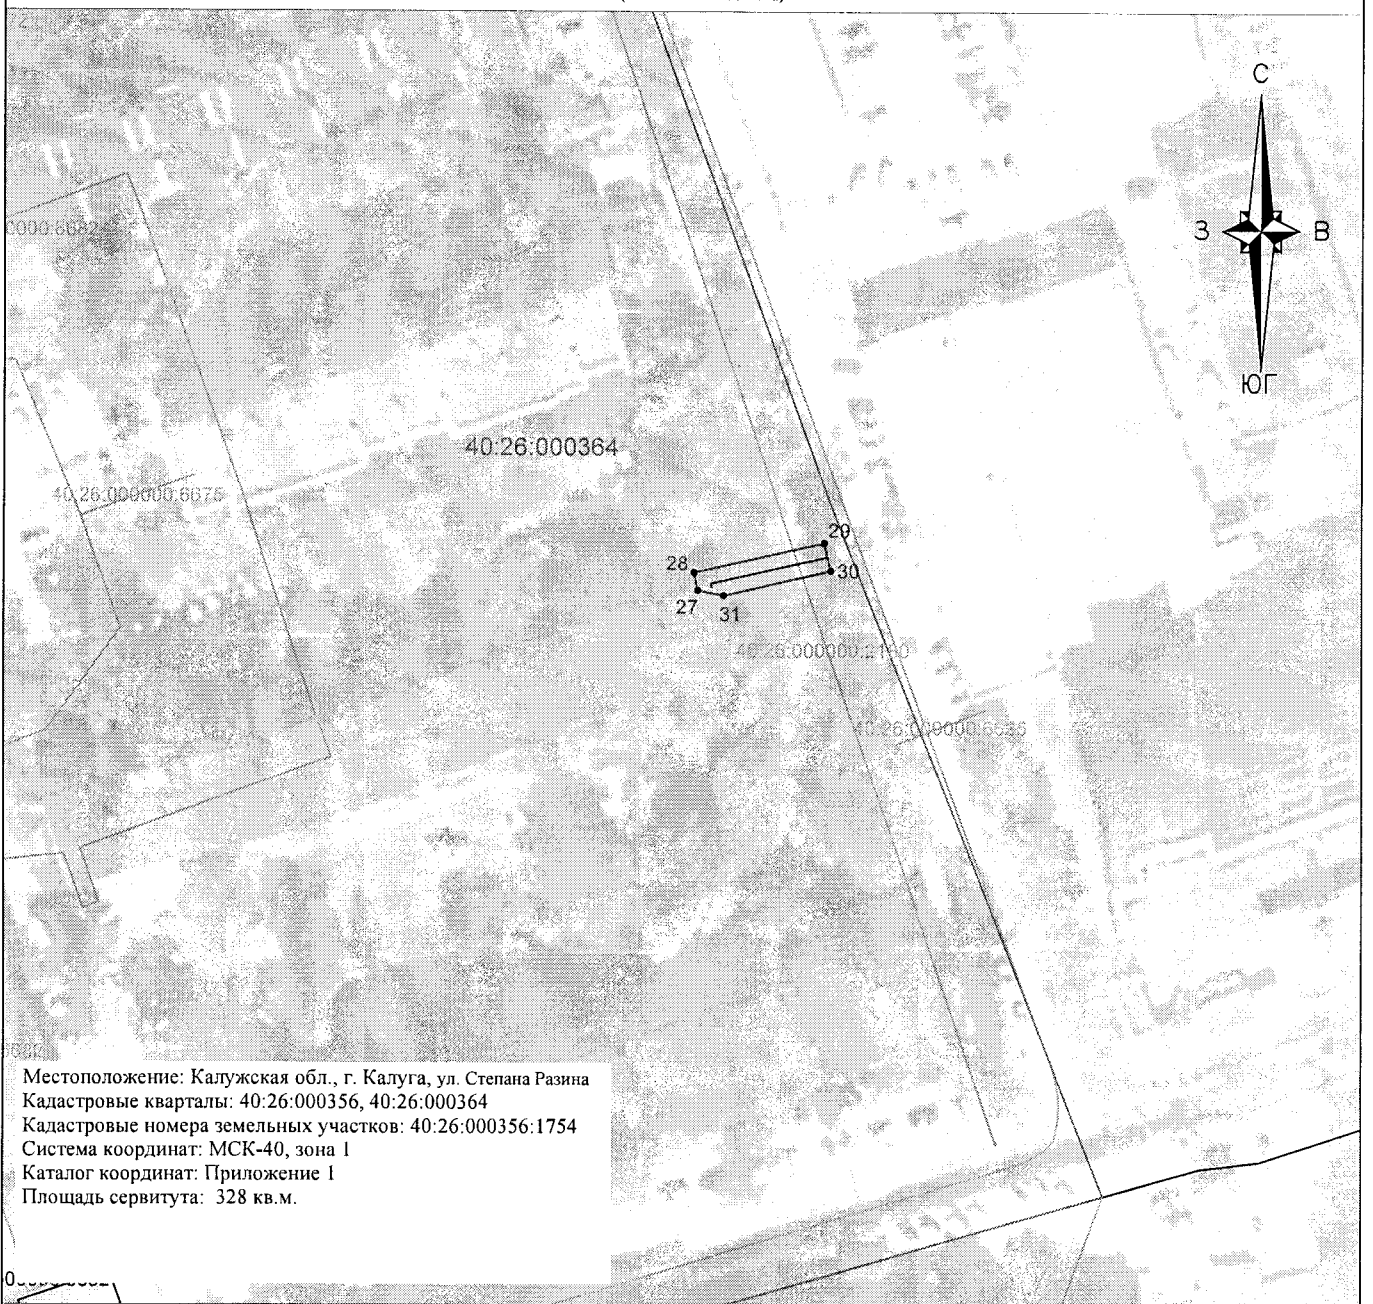 С
З
В
ЮГ
40:26:000364
40:26:000000:6675
29
28
30
27
31
Местоположение: Калужская обл., г. Калуга, ул. Степана Разина
Кадастровые кварталы: 40:26:000356, 40:26:000364
Кадастровые номера земельных участков: 40:26:000356:1754
Система координат: МСК-40, зона 1
Каталог координат: Приложение 1
Площадь сервитута: 328 кв.м.